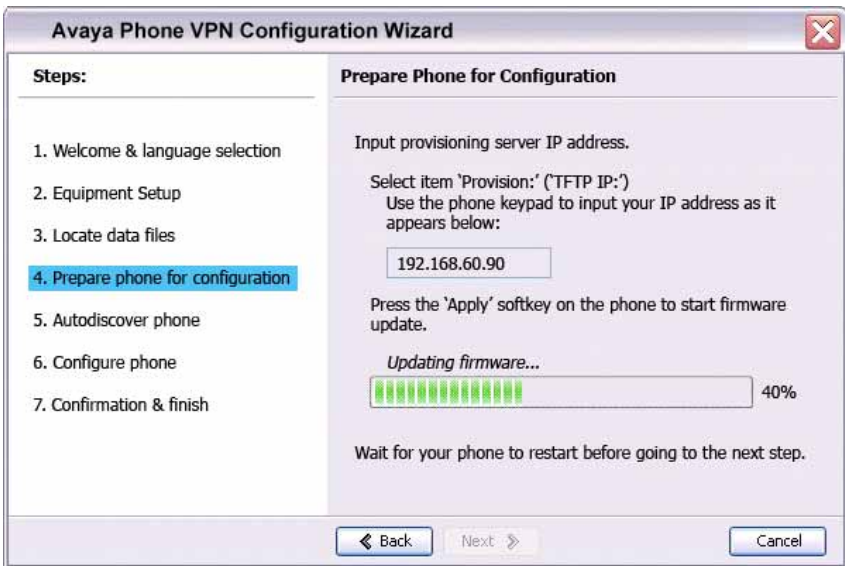 Avaya Phone VPN Configuration Wizard
Steps:
1. Welcome & language selection
2. Equipment Setup
3. Locate data files
4. Prepare phone for configuration
5. Autodiscover phone
6. Configure phone
7. Confirmation & finish
Prepare Phone for Configuration
Input provisioning server IP address.
Select item ‘Provision:’ (‘TFTP IP:’)
Use the phone keypad to input your IP address as it
appears below:
192.168.60.90
Press the ‘Apply’ softkey on the phone to start firmware
update.
Updating firmware...
40%
Wait for your phone to restart before going to the next step.
Back
Next
Cancel